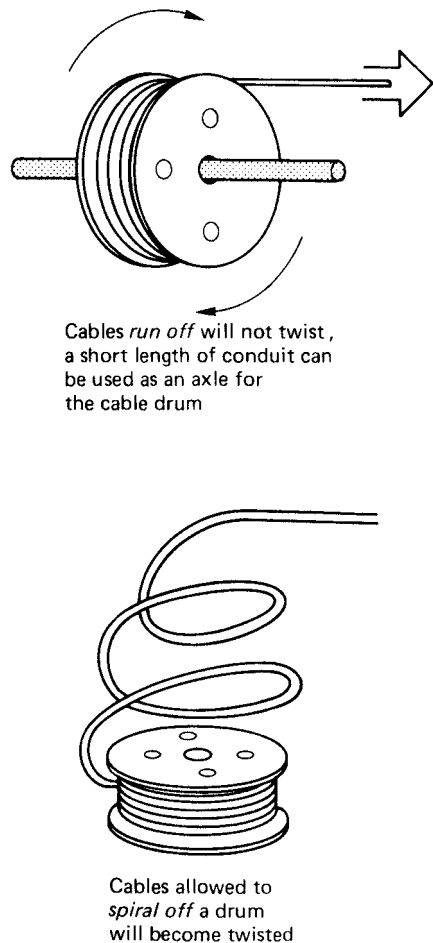 Cables run off will not twist,
a short length of conduit can
be used as an axle for
the cable drum
Cables allowed to
spiral off a drum
will become twisted